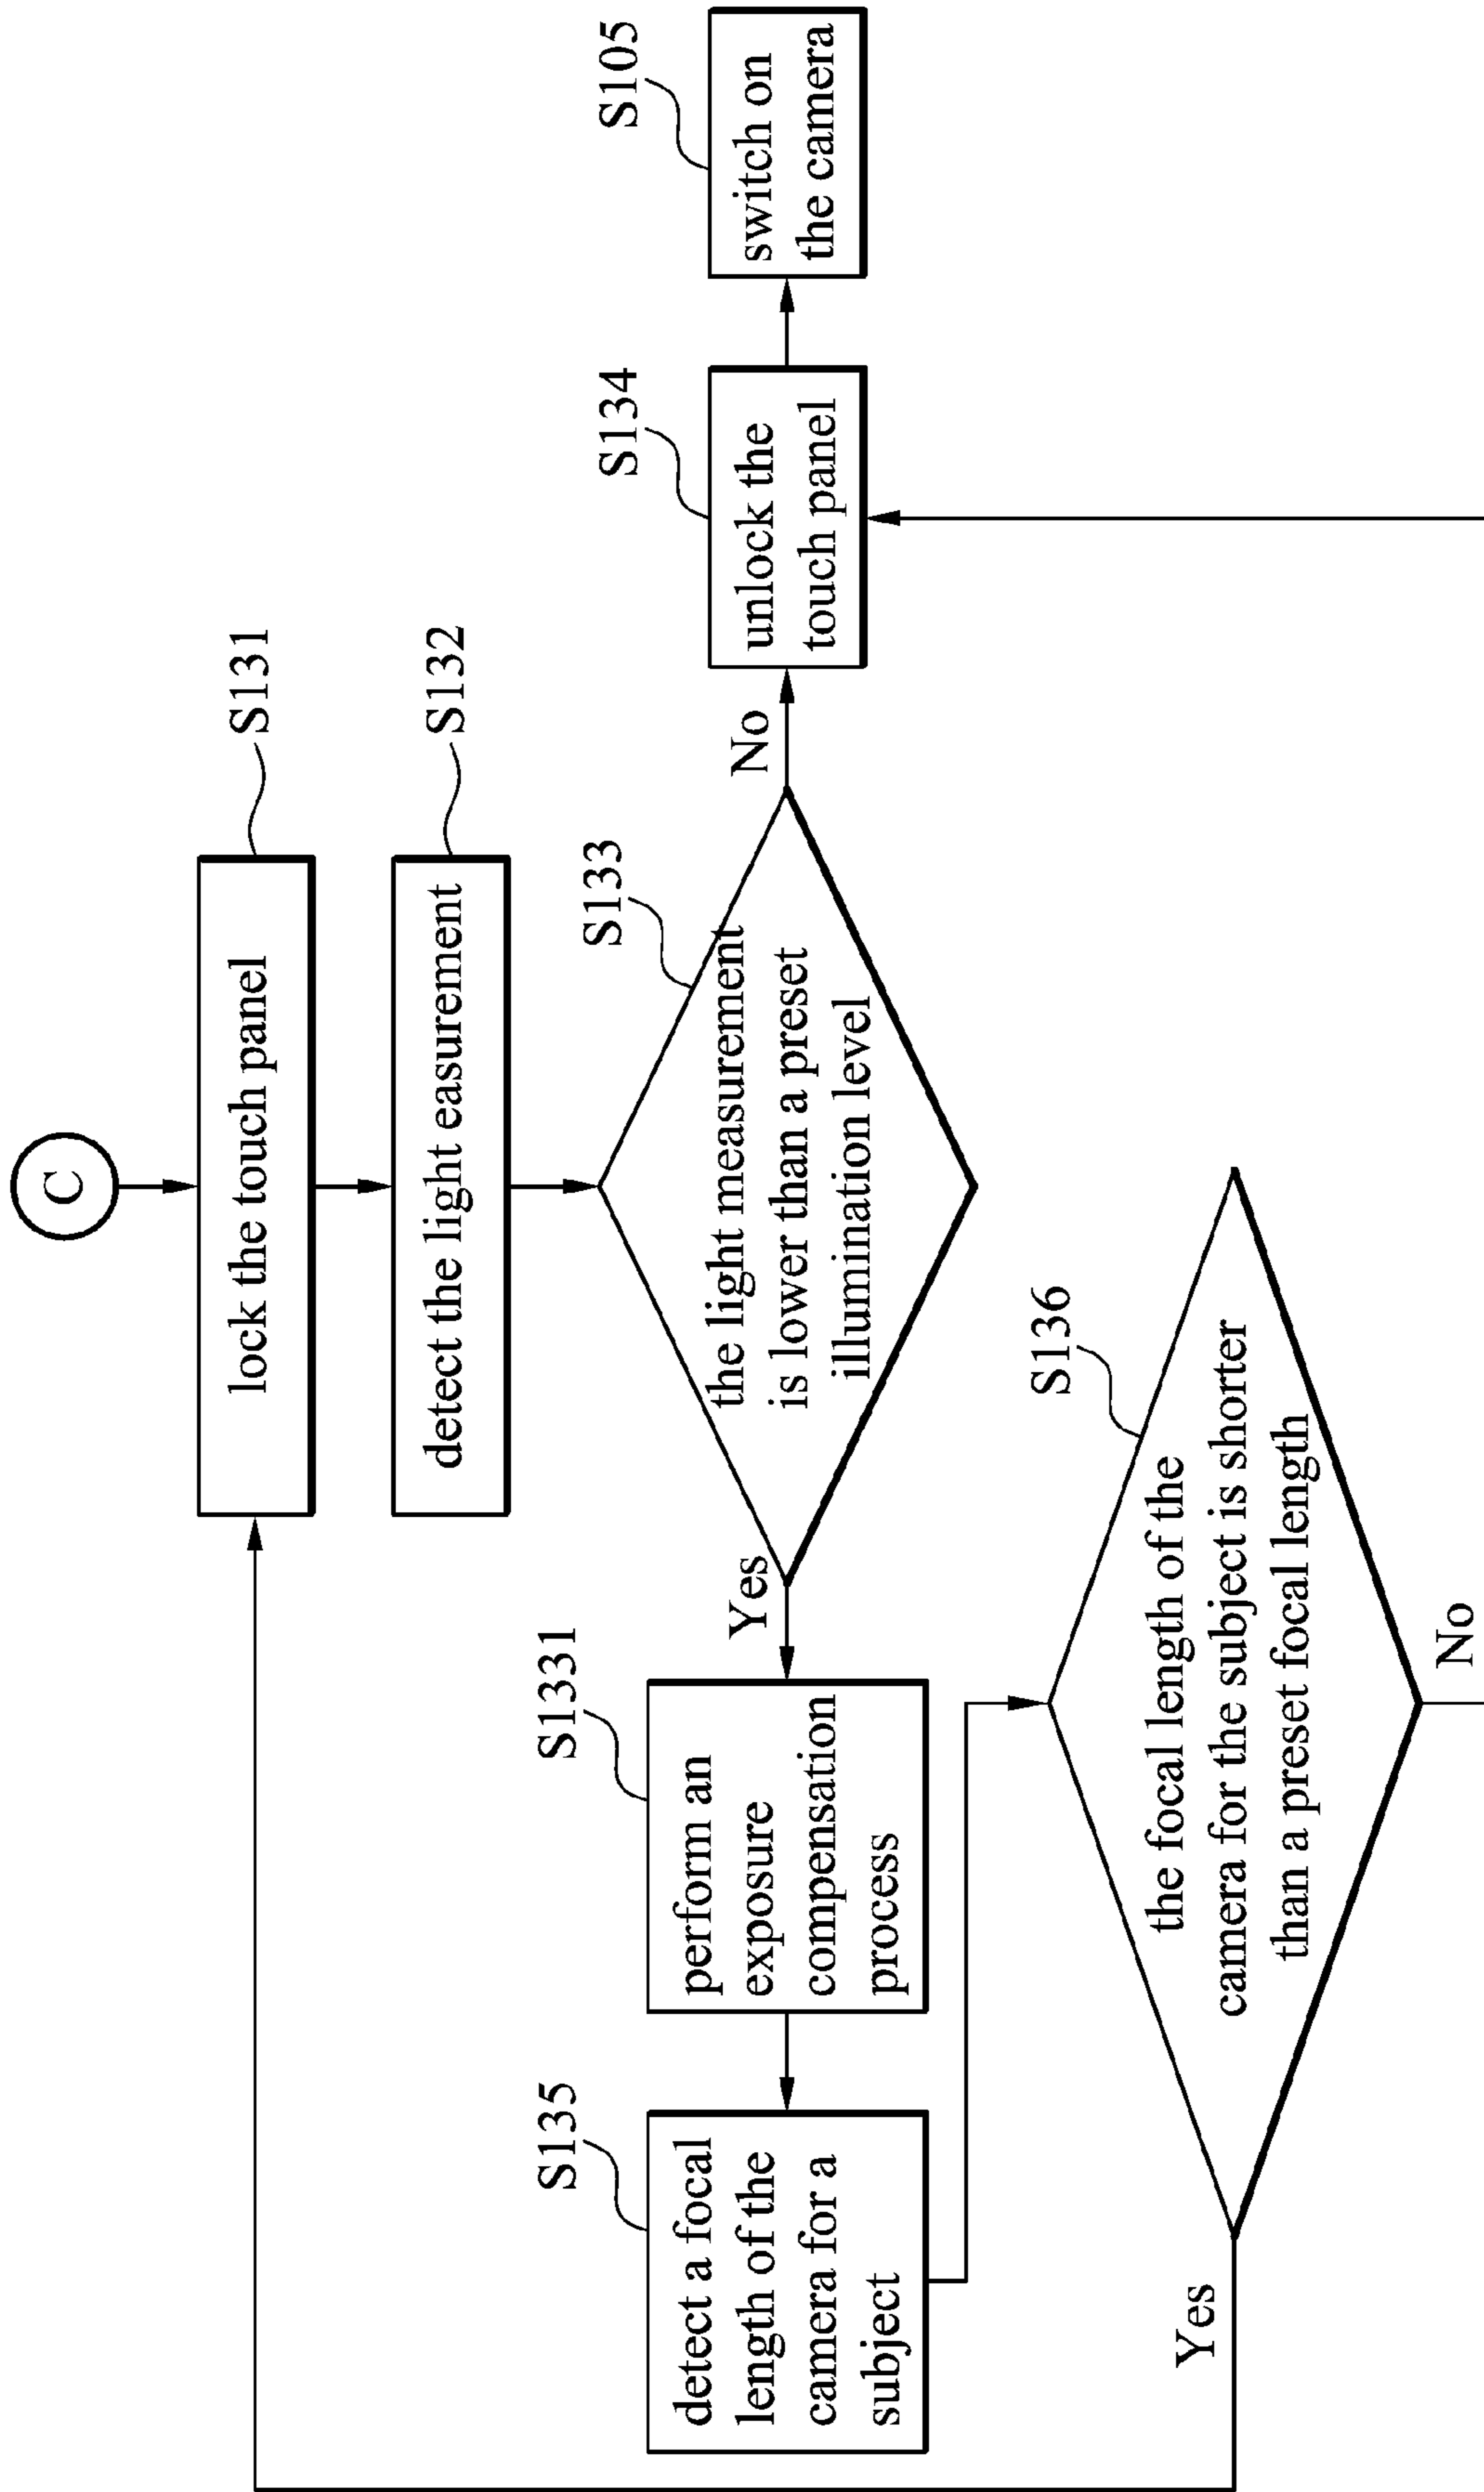 C
lock the touch panel
S131
detect the light easurement
S132
the light measurement
is lower than a preset
illumination level
S133
Yes
No
unlock the
touch panel
S134
switch on
the camera
S105
perform an
exposure
compensation
process
S1331
detect a focal
length of the
camera for a
subject
S135
the focal length of the
camera for the subject is shorter
than a preset focal length
S136
Yes
No